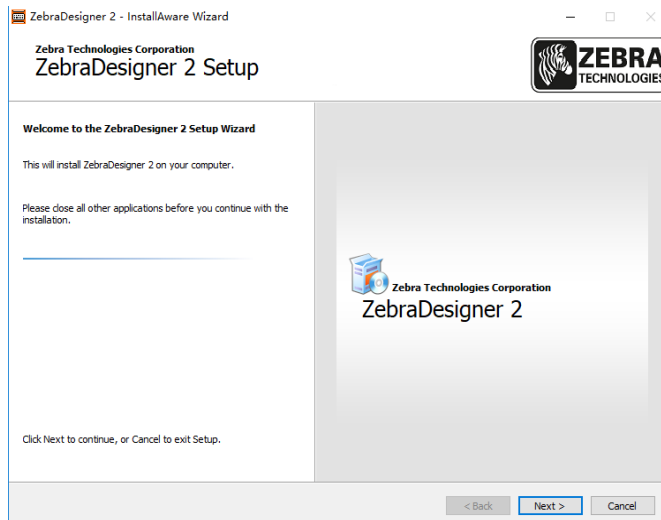 ZebraDesigner 2 - InstallAware Wizard
Zebra Technologies Corporation
ZebraDesigner 2 Setup
ZEBRA
TECHNOLOGIES
Welcome to the ZebraDesigner 2 Setup Wizard
This will install ZebraDesigner 2 on your computer.
Please close all other applications before you continue with the
installation.
Zebra Technologies Corporation
ZebraDesigner 2
Click Next to continue, or Cancel to exit Setup.
< Back
Next >
Cancel